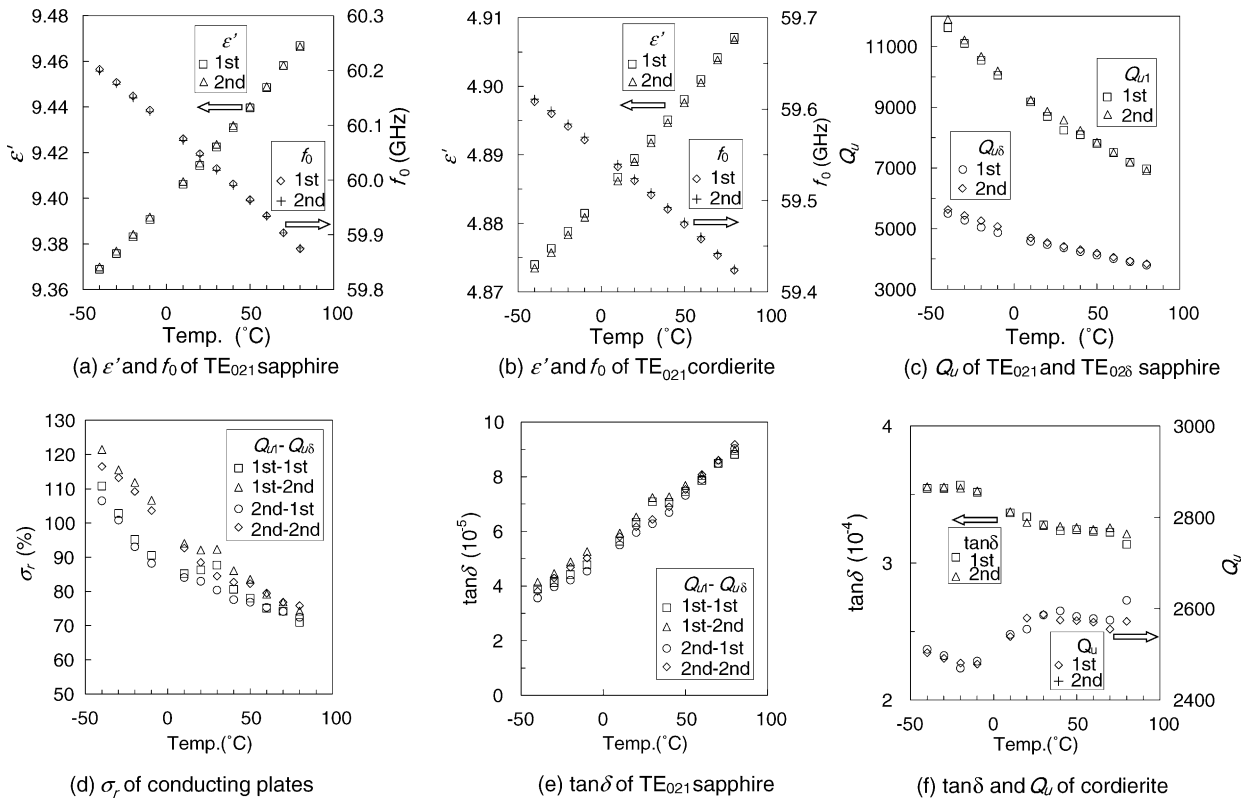 9.48
9.46
9.44
9.42
9.40
9.38
9.36
ε'
60.3
60.2
60.1
60.0
59.9
59.8
f0 (GHz)
ε'
1st
2nd
f0
1st
2nd
-50 0 50 100
Temp. (˚C)
(a) ε' and f0 of TE021 sapphire
4.91
4.90
4.89
4.88
4.87
ε'
59.7
59.6
59.5
59.4
f0 (GHz)
ε'
1st
2nd
f0
1st
2nd
-50 0 50 100
Temp. (˚C)
(b) ε' and f0 of TE021 cordierite
11000
9000
7000
5000
3000
Qu
Qu1
1st
2nd
Quδ
1st
2nd
-50 0 50 100
Temp. (˚C)
(c) Qu of TE021 and TE02δ sapphire
130
120
110
100
90
80
70
60
50
σr (%)
Qu1- Quδ
1st-1st
1st-2nd
2nd-1st
2nd-2nd
-50 0 50 100
Temp.(˚C)
(d) σr of conducting plates
10
8
6
4
2
0
tanδ (10-5)
Qu1- Quδ
1st-1st
1st-2nd
2nd-1st
2nd-2nd
-50 0 50 100
Temp.(˚C)
(e) tanδ of TE021 sapphire
4
3
2
tanδ (10-4)
3000
2800
2600
2400
Qu
tanδ
1st
2nd
Qu
1st
2nd
-50 0 50 100
Temp.(˚C)
(f) tanδ and Qu of cordierite